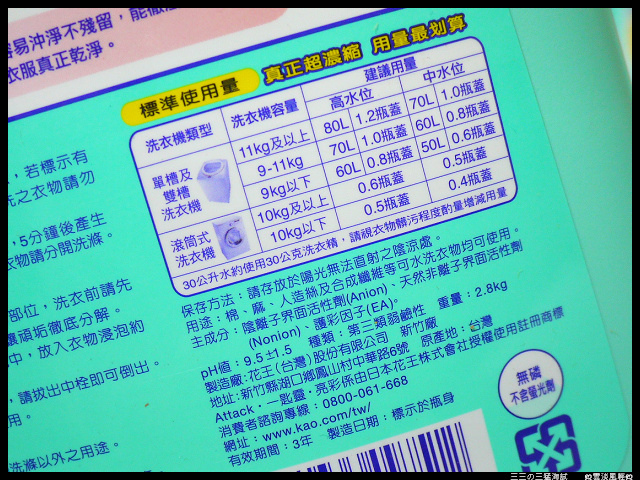 容易沖淨不殘留，能徹
衣服真正乾淨。
標準使用量 真正超濃縮 用量最划算
洗衣機類型 洗衣機容量 建議用量
高水位 中水位
單槽及雙槽洗衣機
11kg及以上 80L 1.2瓶蓋 70L 1.0瓶蓋
9-11kg 70L 1.0瓶蓋 60L 0.8瓶蓋
9kg以下 60L 0.8瓶蓋 50L 0.6瓶蓋
滾筒式洗衣機
10kg及以上 0.6瓶蓋 0.5瓶蓋
10kg以下 0.5瓶蓋 0.4瓶蓋
30公升水約使用30公克洗衣精，請視衣物髒污程度酌量增減用量
，若標示有
洗之衣物請勿
，5分鐘後產生
衣物請分開洗滌。
部位，洗衣前請先
讓頑垢徹底分解。
中，放入衣物浸泡約
，請拔出中栓即可倒出。
用。
洗滌以外之用途。
保存方法：請存放於陽光無法直射之陰涼處。
用途：棉、麻、人造絲及合成纖維等可水洗衣物均可使用。
主成分：陰離子界面活性劑(Anion)、天然非離子界面活性劑
(Nonion)、護彩因子(EA)。
pH值：9.5±1.5 種類：第三類弱鹼性 重量：2.8kg
製造廠:花王(台灣)股份有限公司 新竹廠
地址:新竹縣湖口鄉鳳山村中華路6號 原產地：台灣
Attack．一匙靈．亮彩係由日本花王株式會社授權使用註冊商標
消費者諮詢專線：0800-061-668
網址：www.kao.com/tw/
有效期間：3年 製造日期：標示於瓶身
無磷
不含螢光劑
三三の三猛海賊 @雲淡風輕@